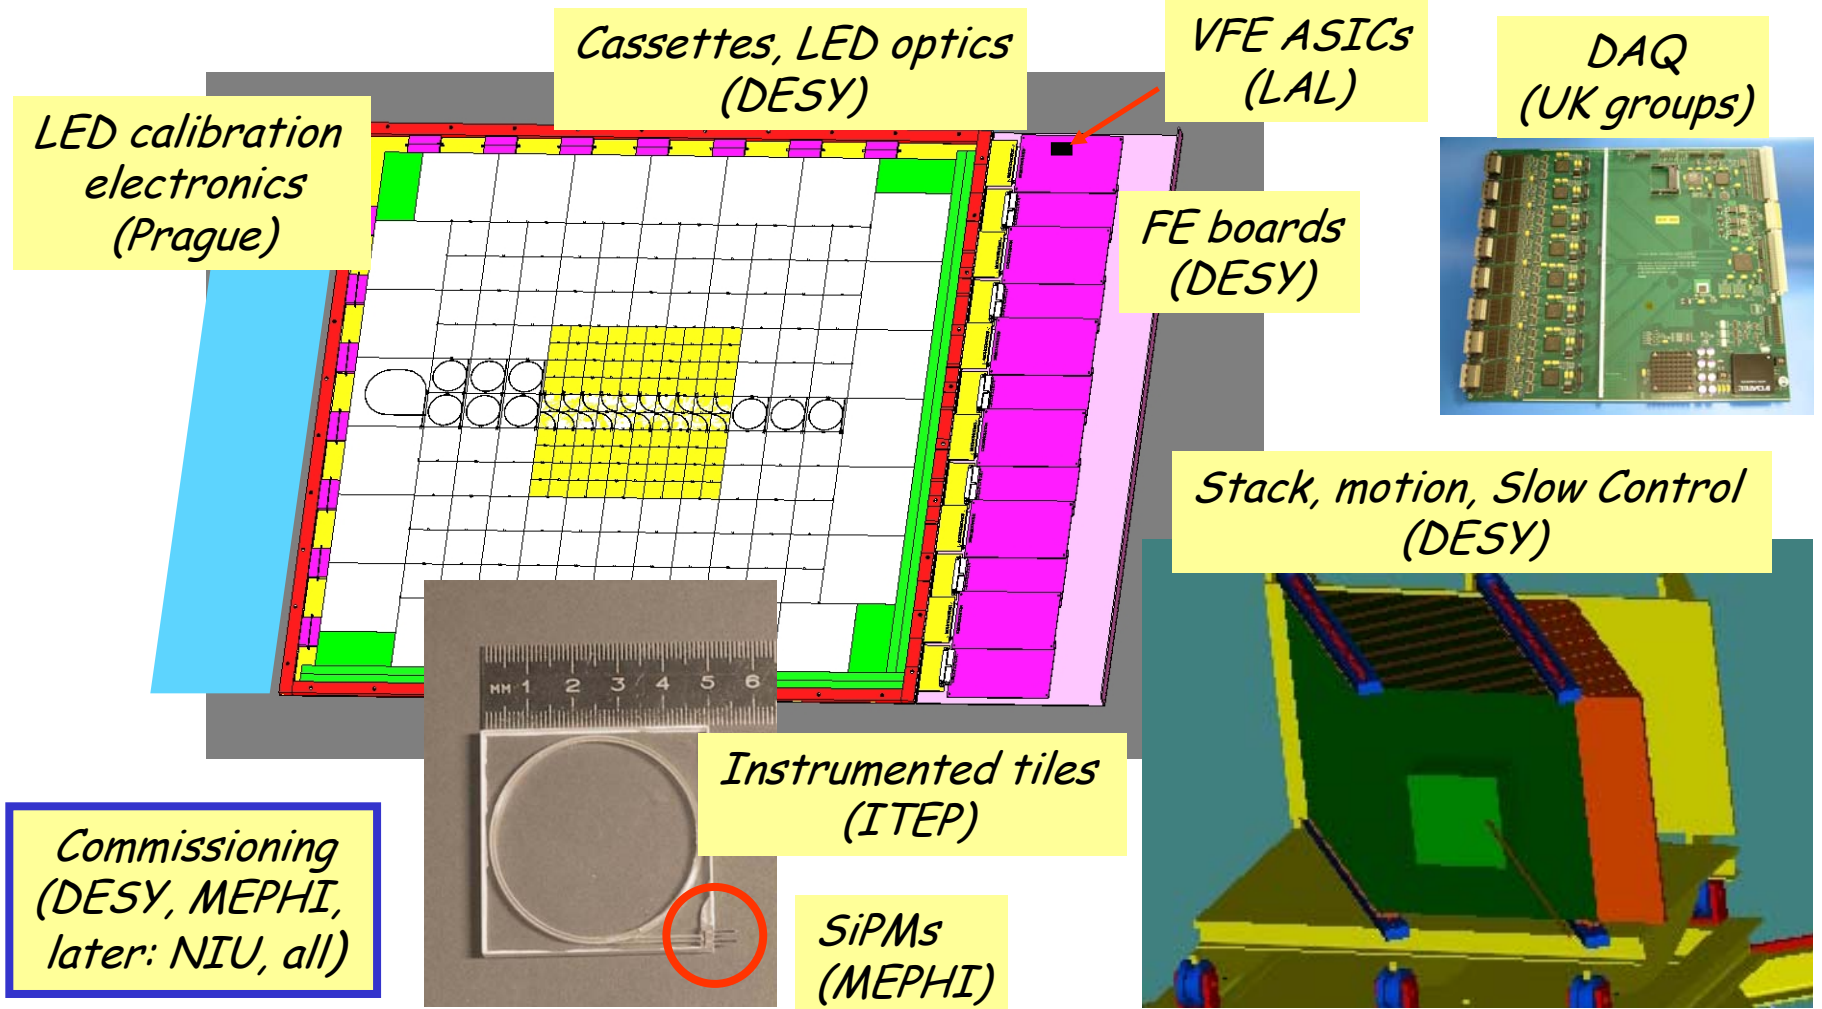 Cassettes, LED optics
(DESY)
VFE ASICs
(LAL)
DAQ
(UK groups)
LED calibration
electronics
(Prague)
FE boards
(DESY)
Stack, motion, Slow Control
(DESY)
MM 1 2 3 4 5 6
Instrumented tiles
(ITEP)
Commissioning
(DESY, MEPHI,
later: NIU, all)
SiPMs
(MEPHI)